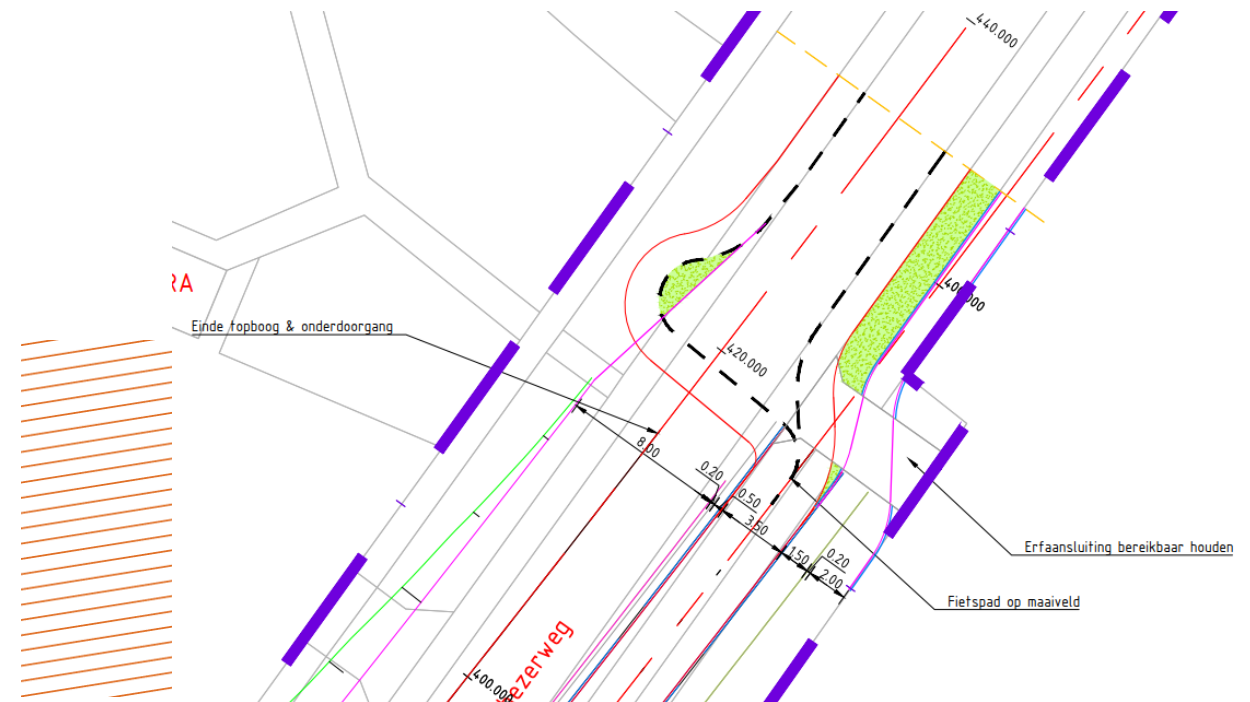 440.000
RA
400.000
Einde topboog & onderdoorgang
420.000
8.00
0.20
0.50
3.50
1.50
0.20
2.00
Erfaansluiting bereikbaar houden
Fietspad op maaiveld
400.000
ezerweg